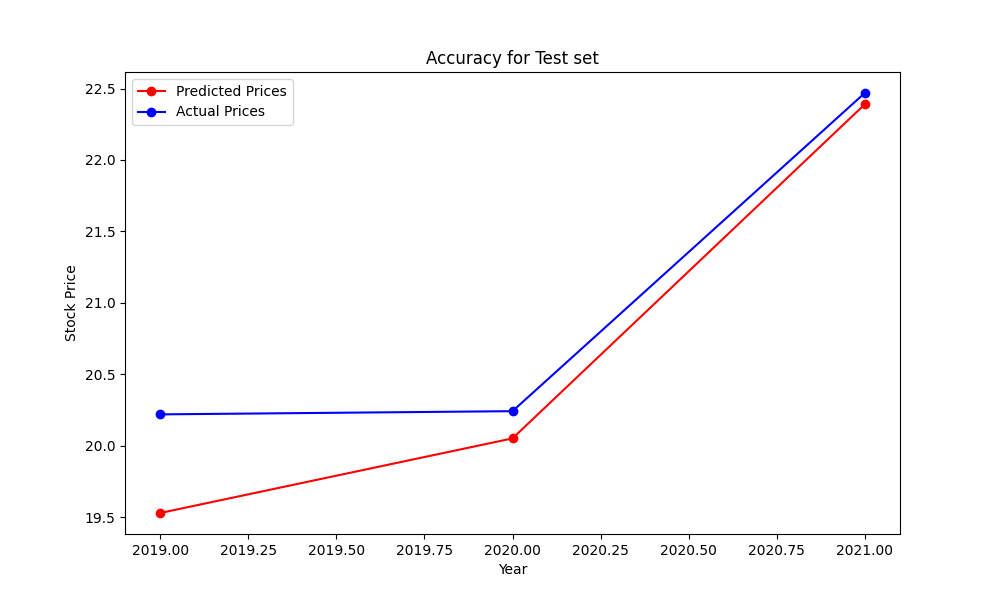 Accuracy for Test set
Predicted Prices
Actual Prices
22.5
22.0
21.5
21.0
20.5
20.0
19.5
Stock Price
2019.00 2019.25 2019.50 2019.75 2020.00 2020.25 2020.50 2020.75 2021.00
Year